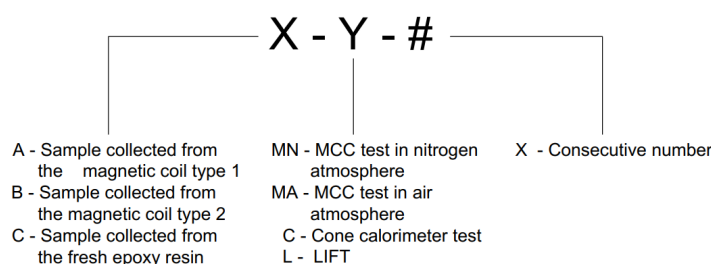 X - Y - #
A - Sample collected from
the magnetic coil type 1
B - Sample collected from
the magnetic coil type 2
C - Sample collected from
the fresh epoxy resin
MN - MCC test in nitrogen
atmosphere
MA - MCC test in air
atmosphere
C - Cone calorimeter test
L - LIFT
X - Consecutive number